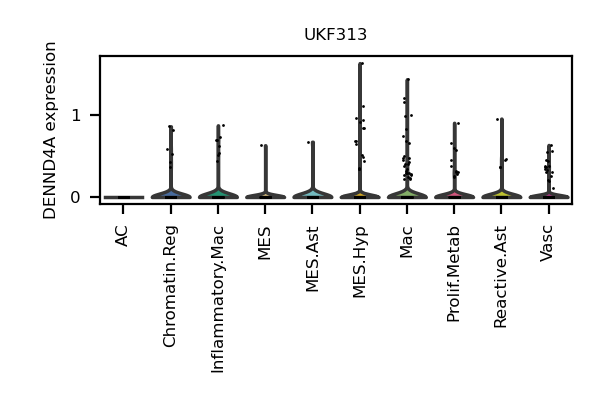 UKF313
DENND4A expression
1
0
AC
Chromatin.Reg
Inflammatory.Mac
MES
MES.Ast
MES.Hyp
Mac
Prolif.Metab
Reactive.Ast
Vasc